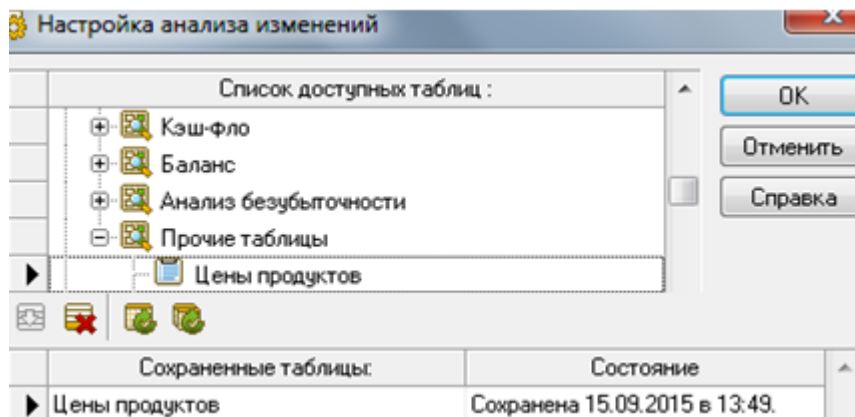 Настройка анализа изменений
Список доступных таблиц :
Кэш-фло
Баланс
Анализ безубыточности
Прочие таблицы
Цены продуктов
OK
Отменить
Справка
Сохраненные таблицы: Состояние
Цены продуктов Сохранена 15.09.2015 в 13:49.